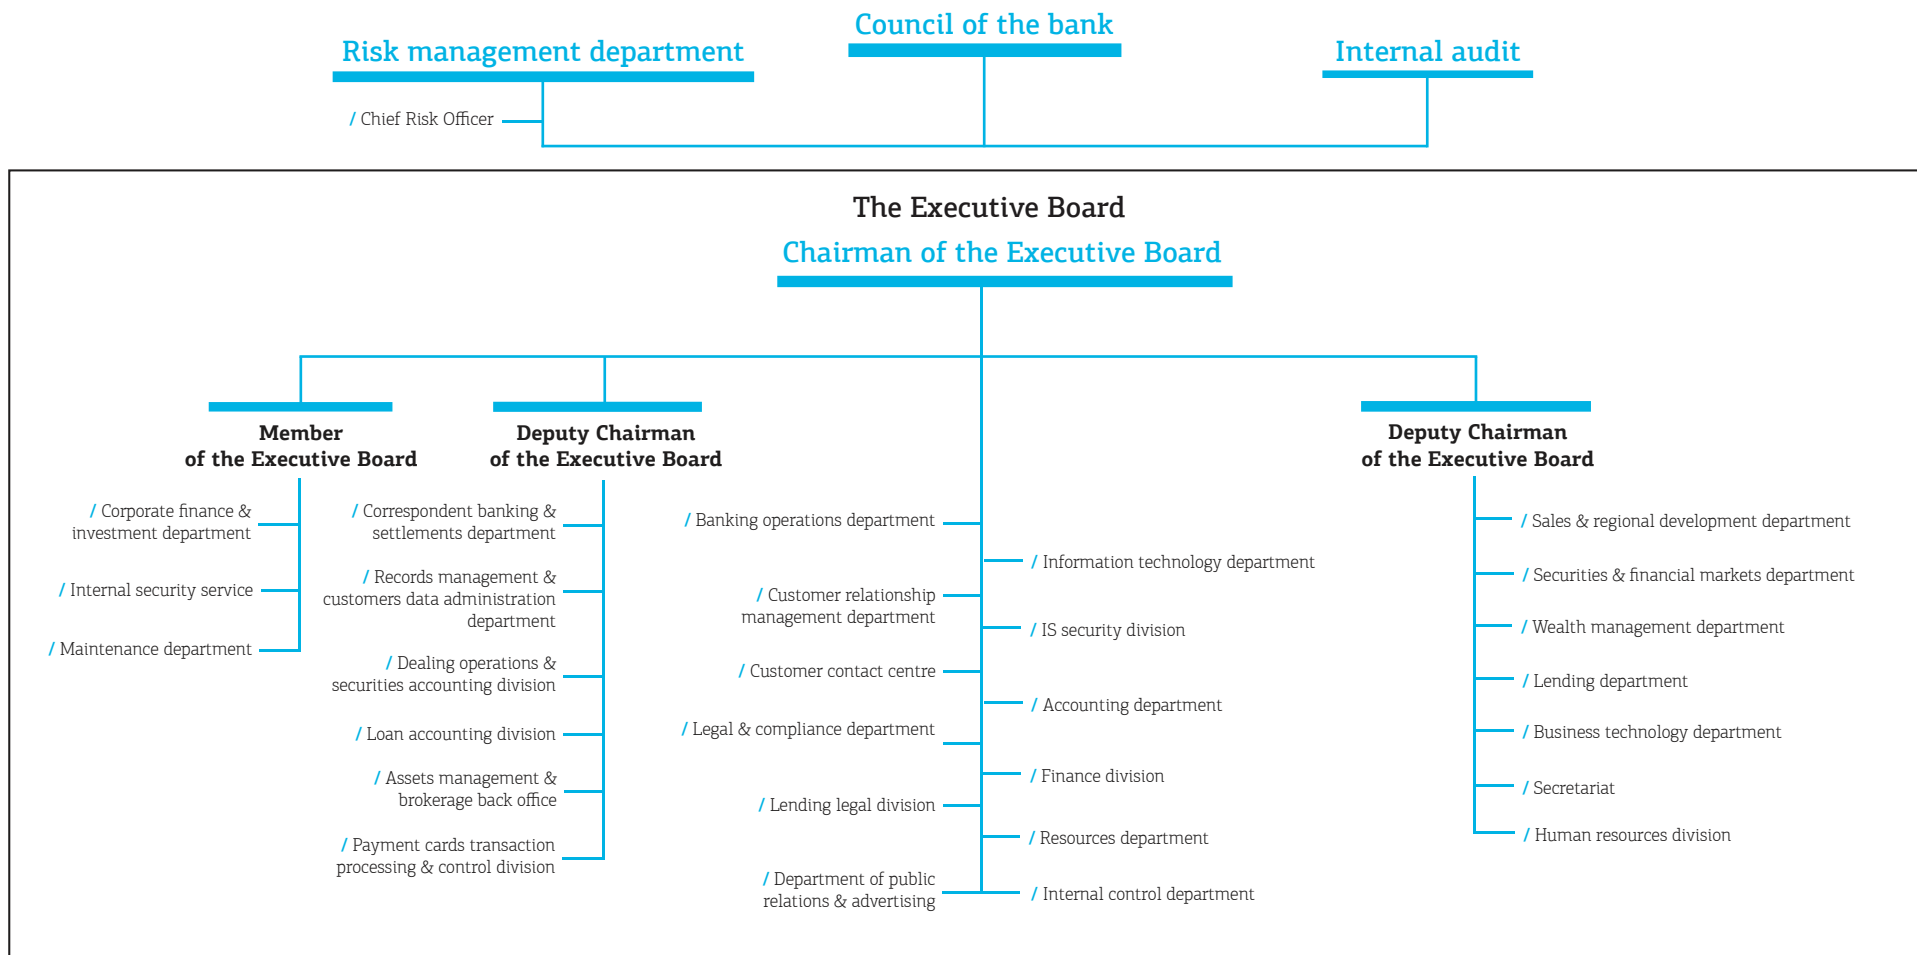 Council of the bank
Risk management department
Internal audit
/ Chief Risk Officer
The Executive Board
Chairman of the Executive Board
Member
of the Executive Board
/ Corporate finance &
investment department
/ Internal security service
/ Maintenance department
Deputy Chairman
of the Executive Board
/ Correspondent banking &
settlements department
/ Records management &
customers data administration
department
/ Dealing operations &
securities accounting division
/ Loan accounting division
/ Assets management &
brokerage back office
/ Payment cards transaction
processing & control division
/ Banking operations department
/ Customer relationship
management department
/ Customer contact centre
/ Legal & compliance department
/ Lending legal division
/ Department of public
relations & advertising
/ Information technology department
/ IS security division
/ Accounting department
/ Finance division
/ Resources department
/ Internal control department
Deputy Chairman
of the Executive Board
/ Sales & regional development department
/ Securities & financial markets department
/ Wealth management department
/ Lending department
/ Business technology department
/ Secretariat
/ Human resources division